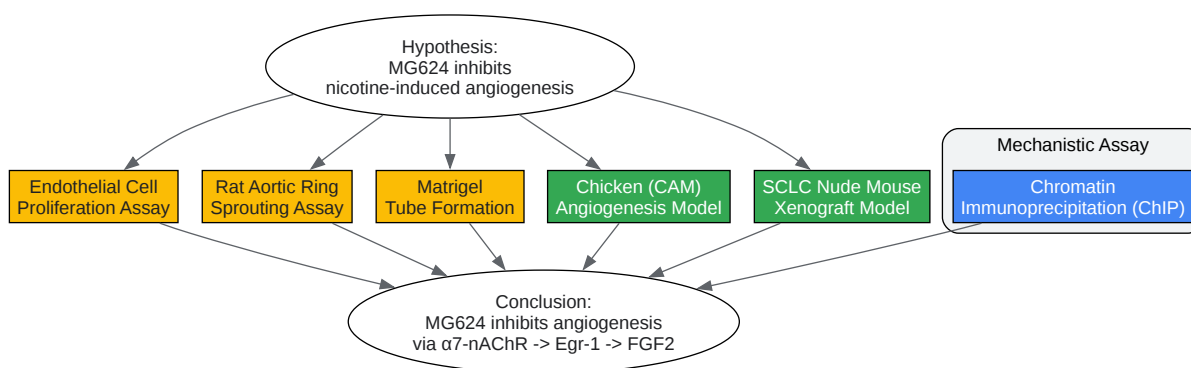 Hypothesis:
MG624 inhibits
nicotine-induced angiogenesis
Mechanistic Assay
Endothelial Cell
Proliferation Assay
Rat Aortic Ring
Sprouting Assay
Matrigel
Tube Formation
Chicken (CAM)
Angiogenesis Model
SCLC Nude Mouse
Xenograft Model
Chromatin
Immunoprecipitation (ChIP)
Conclusion:
MG624 inhibits angiogenesis
via α7-nAChR -> Egr-1 -> FGF2